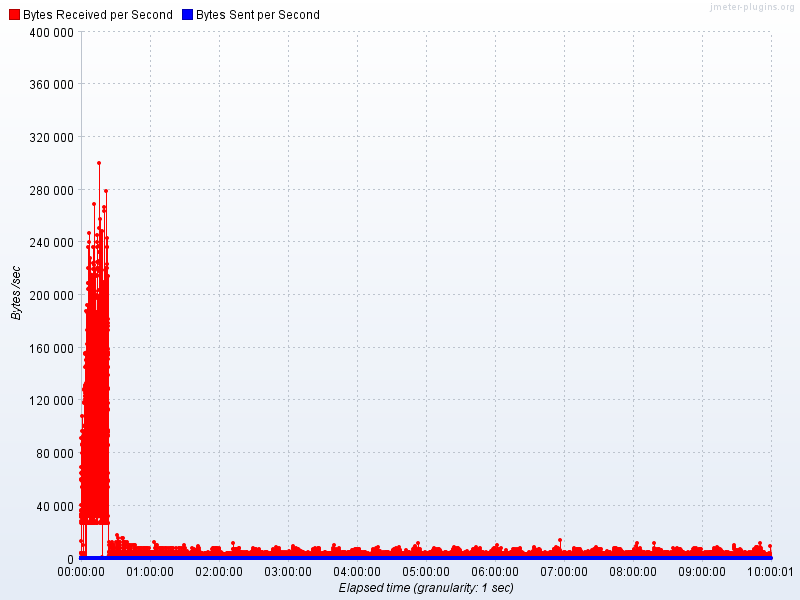 jmeter-plugins.org
Bytes Received per Second Bytes Sent per Second
400 000
360 000
320 000
280 000
240 000
200 000
160 000
120 000
80 000
40 000
0
Bytes /sec
00:00:00 01:00:00 02:00:00 03:00:00 04:00:00 05:00:00 06:00:00 07:00:00 08:00:00 09:00:00 10:00:01
Elapsed time (granularity: 1 sec)